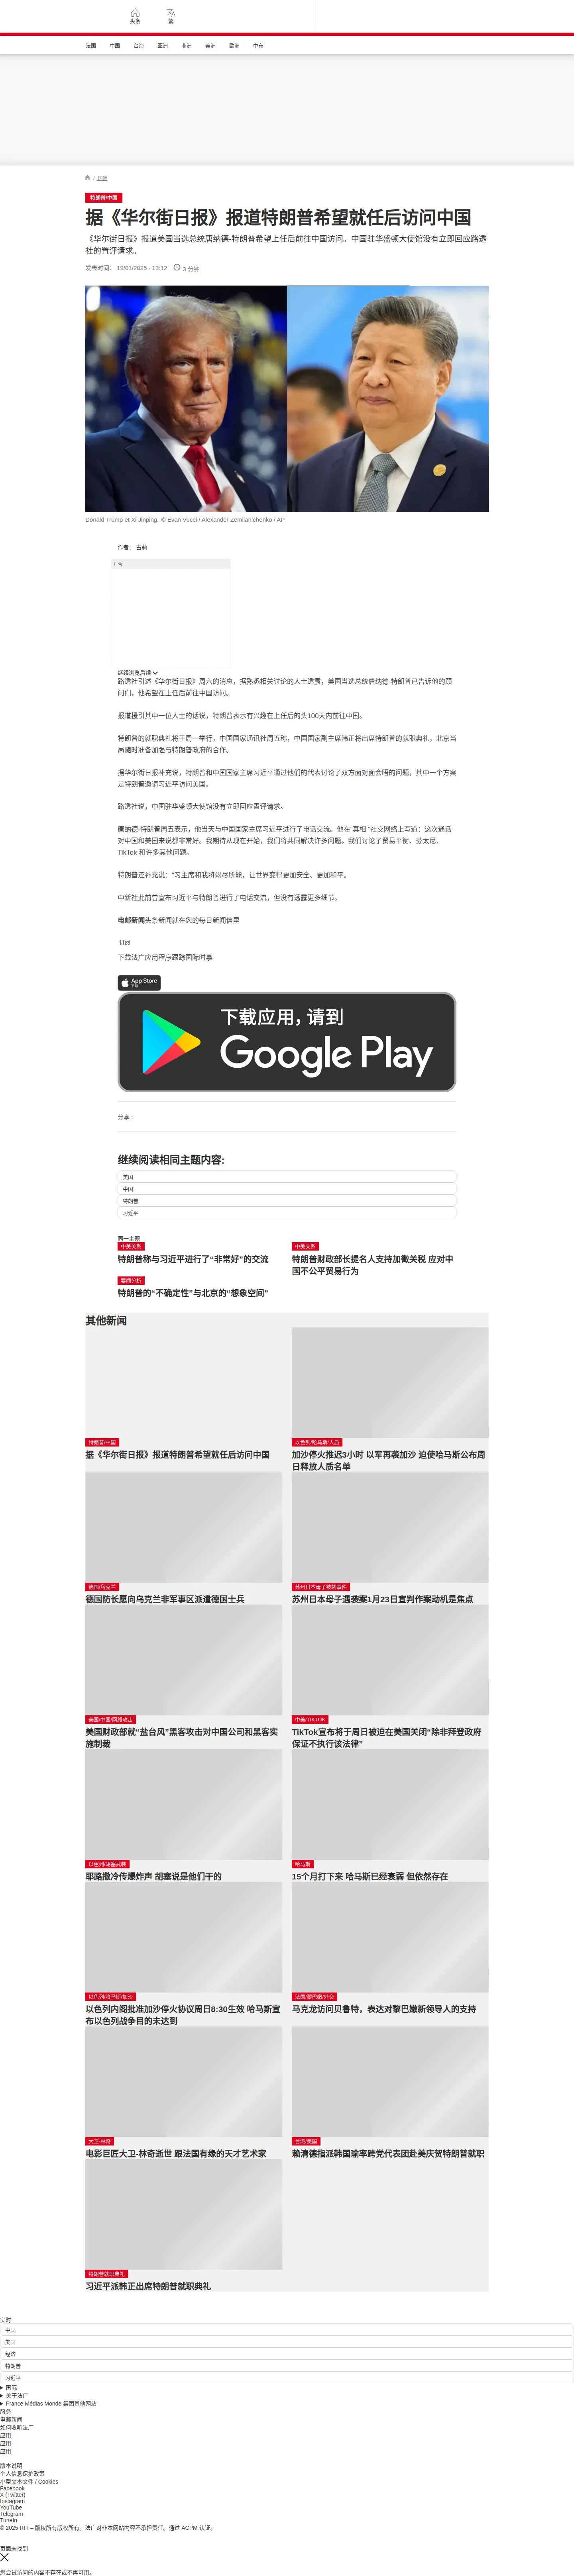 头条
繁
法国
中国
台海
亚洲
非洲
美洲
欧洲
中东
/ 国际
特朗普/中国
据《华尔街日报》报道特朗普希望就任后访问中国
《华尔街日报》报道美国当选总统唐纳德-特朗普希望上任后前往中国访问。中国驻华盛顿大使馆没有立即回应路透
社的置评请求。
发表时间： 19/01/2025 - 13:12
3 分钟
Donald Trump et Xi Jinping. © Evan Vucci / Alexander Zemlianichenko / AP
作者： 古莉
广告
继续浏览后续
路透社引述《华尔街日报》周六的消息，据熟悉相关讨论的人士透露，美国当选总统唐纳德-特朗普已告诉他的顾
问们，他希望在上任后前往中国访问。
报道援引其中一位人士的话说，特朗普表示有兴趣在上任后的头100天内前往中国。
特朗普的就职典礼将于周一举行，中国国家通讯社周五称，中国国家副主席韩正将出席特朗普的就职典礼，北京当
局随时准备加强与特朗普政府的合作。
据华尔街日报补充说，特朗普和中国国家主席习近平通过他们的代表讨论了双方面对面会晤的问题，其中一个方案
是特朗普邀请习近平访问美国。
路透社说，中国驻华盛顿大使馆没有立即回应置评请求。
唐纳德-特朗普周五表示，他当天与中国国家主席习近平进行了电话交流。他在"真相 "社交网络上写道：这次通话
对中国和美国来说都非常好。我期待从现在开始，我们将共同解决许多问题。我们讨论了贸易平衡、芬太尼、
TikTok 和许多其他问题。
特朗普还补充说："习主席和我将竭尽所能，让世界变得更加安全、更加和平。
中新社此前曾宣布习近平与特朗普进行了电话交流，但没有透露更多细节。
电邮新闻头条新闻就在您的每日新闻信里
订阅
下载法广应用程序跟踪国际时事
App Store
下载
下载应用，请到
Google Play
分享 :
继续阅读相同主题内容:
美国
中国
特朗普
习近平
同一主题
中美关系
特朗普称与习近平进行了“非常好”的交流
中美关系
特朗普财政部长提名人支持加徵关税 应对中
国不公平贸易行为
要闻分析
特朗普的“不确定性”与北京的“想象空间”
其他新闻
特朗普/中国
据《华尔街日报》报道特朗普希望就任后访问中国
以色列/哈马斯/人质
加沙停火推迟3小时 以军再袭加沙 迫使哈马斯公布周
日释放人质名单
德国/乌克兰
德国防长愿向乌克兰非军事区派遣德国士兵
苏州日本母子被刺事件
苏州日本母子遇袭案1月23日宣判作案动机是焦点
美国/中国/网络攻击
美国财政部就“盐台风”黑客攻击对中国公司和黑客实
施制裁
中美/TIKTOK
TikTok宣布将于周日被迫在美国关闭“除非拜登政府
保证不执行该法律”
以色列/胡塞武装
耶路撒冷传爆炸声 胡塞说是他们干的
哈马斯
15个月打下来 哈马斯已经衰弱 但依然存在
以色列/哈马斯/加沙
以色列内阁批准加沙停火协议周日8:30生效 哈马斯宣
布以色列战争目的未达到
法国/黎巴嫩/外交
马克龙访问贝鲁特，表达对黎巴嫩新领导人的支持
大卫-林奇
电影巨匠大卫-林奇逝世 跟法国有缘的天才艺术家
台湾/美国
赖清德指派韩国瑜率跨党代表团赴美庆贺特朗普就职
特朗普就职典礼
习近平派韩正出席特朗普就职典礼
实时
中国
美国
经济
特朗普
习近平
国际
关于法广
France Médias Monde 集团其他网站
服务
电邮新闻
如何收听法广
应用
应用
应用
版本说明
个人信息保护政策
小型文本文件 / Cookies
Facebook
X (Twitter)
Instagram
YouTube
Telegram
TuneIn
© 2025 RFI – 版权所有版权所有。法广对非本网站内容不承担责任。通过 ACPM 认证。
页面未找到
您尝试访问的内容不存在或不再可用。